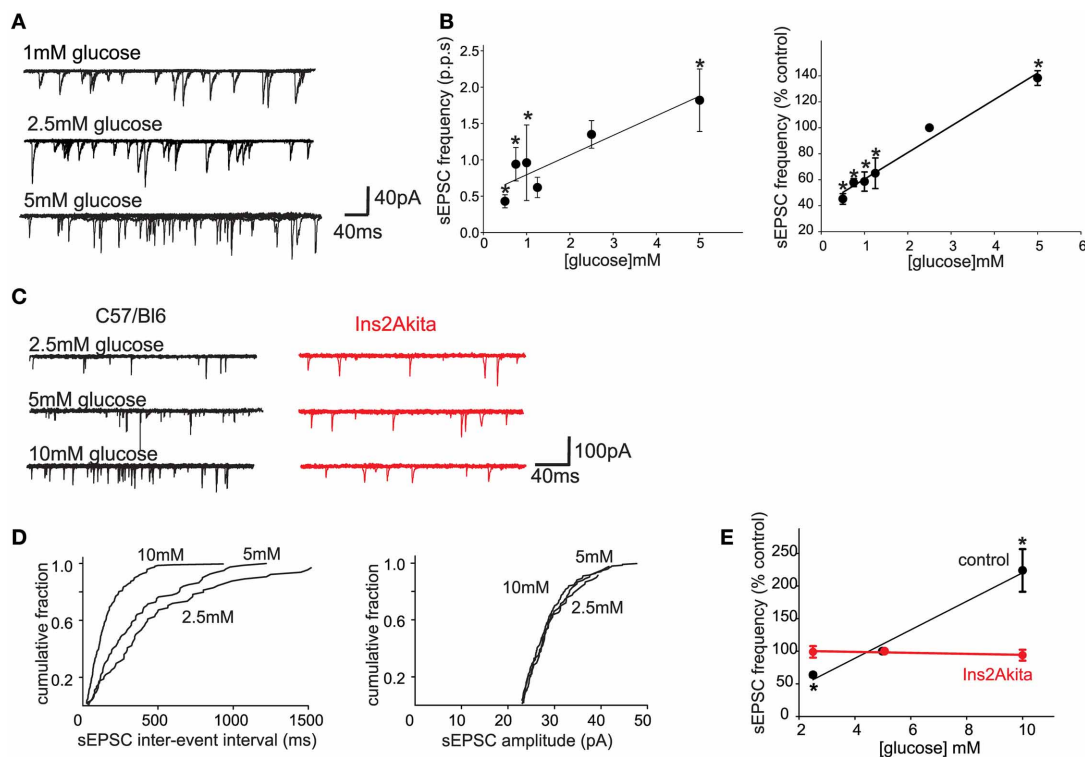 A
1mM glucose
2.5mM glucose
5mM glucose
40pA
40ms
B
sEPSC frequency (p.p.s)
2.5
2.0
1.5
1.0
0.5
0.0
*
*
*
*
0
2
4
6
[glucose]mM
sEPSC frequency (% control)
140
120
100
80
60
40
20
*
*
*
*
*
0
1
2
3
4
5
6
[glucose]mM
C
C57/Bl6
Ins2Akita
2.5mM glucose
5mM glucose
10mM glucose
100pA
40ms
D
cumulative fraction
1.0
0.6
0.2
10mM
5mM
2.5mM
0
500
1000
1500
sEPSC inter-event interval (ms)
cumulative fraction
1.0
0.6
0.2
5mM
10mM
2.5mM
0
10
20
30
40
50
sEPSC amplitude (pA)
E
sEPSC frequency (% control)
250
200
150
100
50
0
control
*
Ins2Akita
*
2
4
6
8
10
[glucose] mM